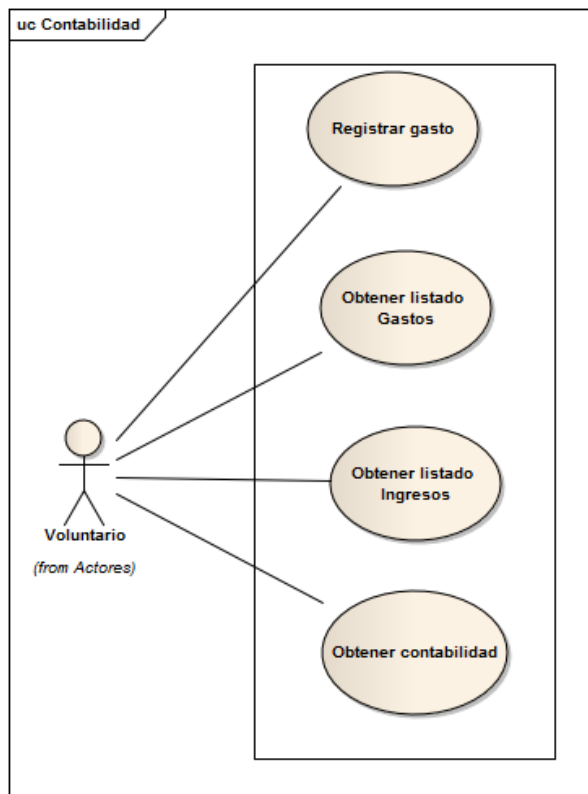 uc Contabilidad
Registrar gasto
Obtener listado
Gastos
Obtener listado
Ingresos
Voluntario
(from Actores)
Obtener contabilidad